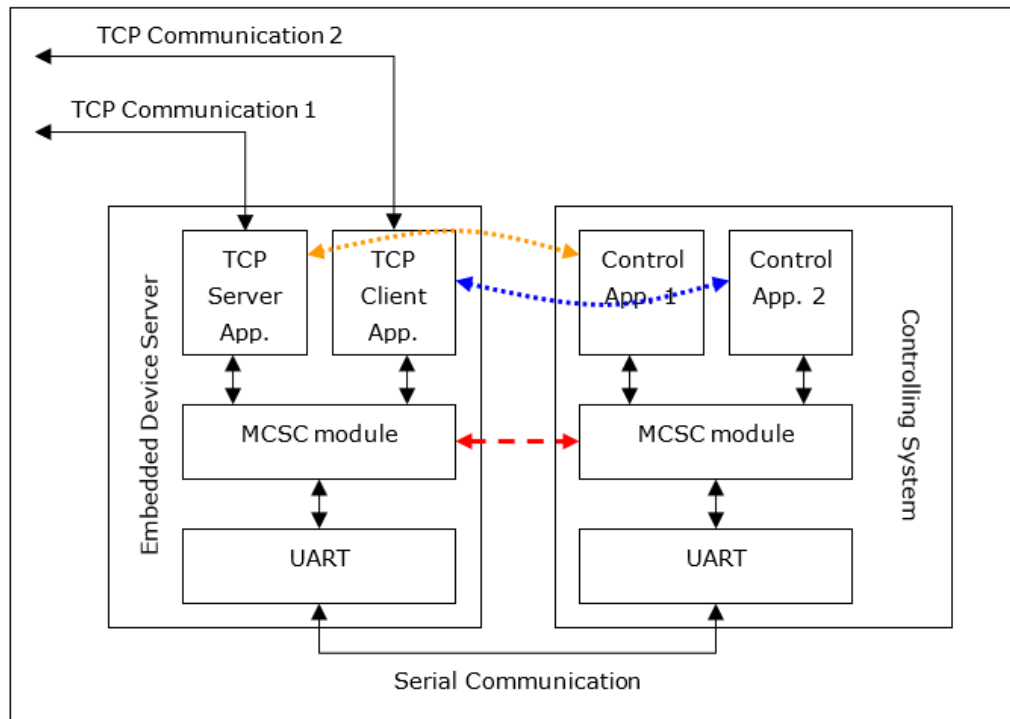 TCP Communication 2
TCP Communication 1
Embedded Device Server
TCP
Server
App.
TCP
Client App.
Control
App. 1
Control
App. 2
Controlling System
MCSC module
MCSC module
UART
UART
Serial Communication